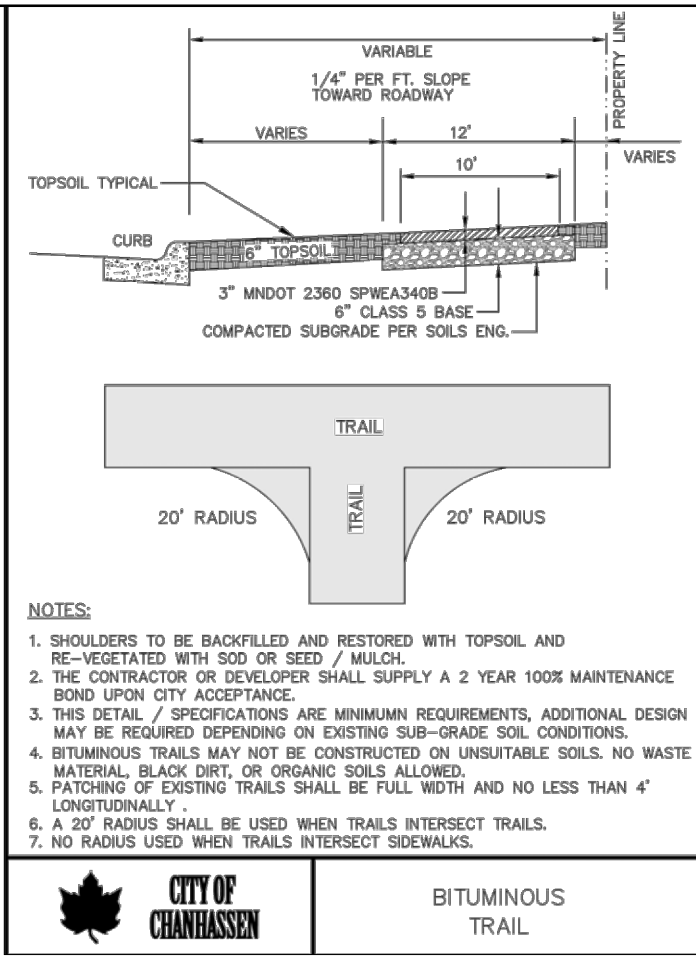 VARIABLE
1/4" PER FT. SLOPE
TOWARD ROADWAY
PROPERTY LINE
VARIES
12'
VARIES
10'
TOPSOIL TYPICAL
CURB
6" TOPSOIL
3" MNDOT 2360 SPWEA340B
6" CLASS 5 BASE
COMPACTED SUBGRADE PER SOILS ENG.
TRAIL
TRAIL
20' RADIUS
20' RADIUS
NOTES:
1. SHOULDERS TO BE BACKFILLED AND RESTORED WITH TOPSOIL AND
RE-VEGETATED WITH SOD OR SEED / MULCH.
2. THE CONTRACTOR OR DEVELOPER SHALL SUPPLY A 2 YEAR 100% MAINTENANCE
BOND UPON CITY ACCEPTANCE.
3. THIS DETAIL / SPECIFICATIONS ARE MINIMUMN REQUIREMENTS, ADDITIONAL DESIGN
MAY BE REQUIRED DEPENDING ON EXISTING SUB-GRADE SOIL CONDITIONS.
4. BITUMINOUS TRAILS MAY NOT BE CONSTRUCTED ON UNSUITABLE SOILS. NO WASTE
MATERIAL, BLACK DIRT, OR ORGANIC SOILS ALLOWED.
5. PATCHING OF EXISTING TRAILS SHALL BE FULL WIDTH AND NO LESS THAN 4'
LONGITUDINALLY .
6. A 20' RADIUS SHALL BE USED WHEN TRAILS INTERSECT TRAILS.
7. NO RADIUS USED WHEN TRAILS INTERSECT SIDEWALKS.
CITY OF
CHANHASSEN
BITUMINOUS
TRAIL